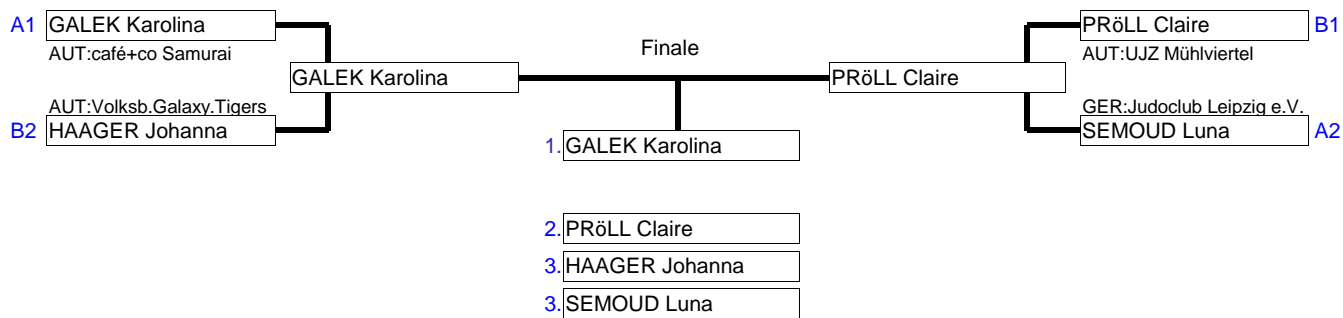 A1 GALEK Karolina PRöLL Claire B1
AUT:café+co Samurai Finale AUT:UJZ Mühlviertel
GALEK Karolina PRöLL Claire
AUT:Volksb.Galaxy.Tigers GER:Judoclub Leipzig e.V.
B2 HAAGER Johanna SEMOUD Luna A2
1. GALEK Karolina
2. PRöLL Claire
3. HAAGER Johanna
3. SEMOUD Luna